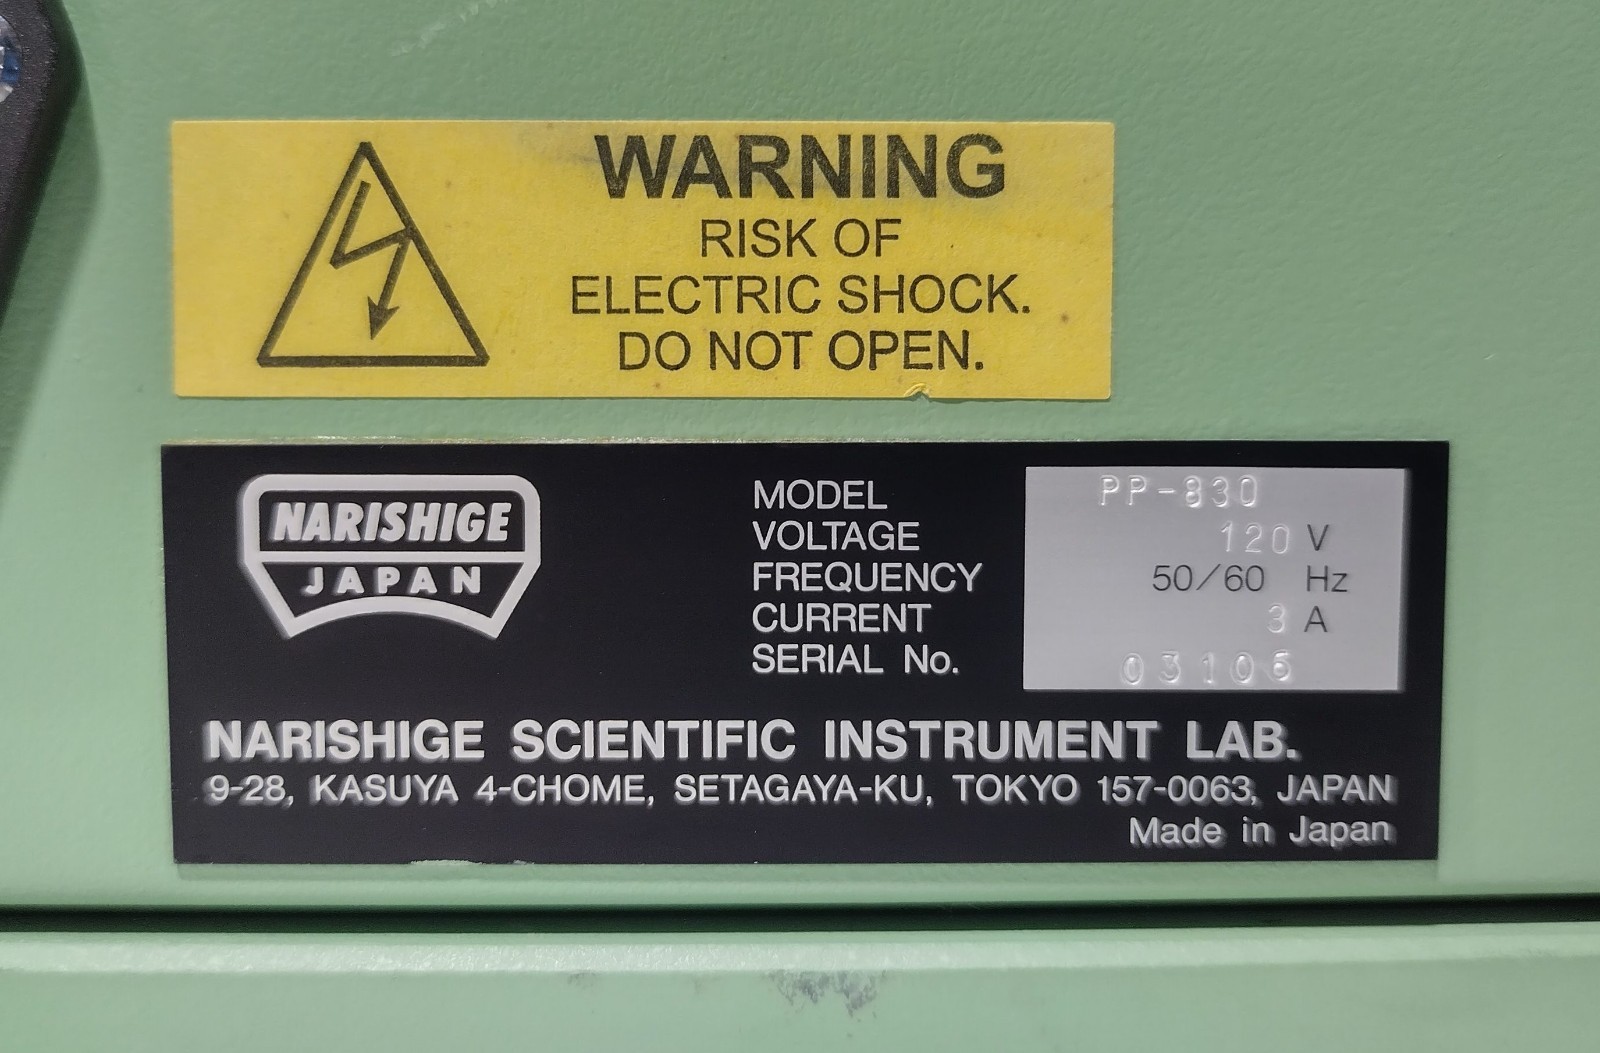 WARNING
RISK OF
ELECTRIC SHOCK.
DO NOT OPEN.
NARISHIGE
JAPAN
MODEL PP-830
VOLTAGE 120 V
FREQUENCY 50/60 Hz
CURRENT 3 A
SERIAL No. 03106
NARISHIGE SCIENTIFIC INSTRUMENT LAB.
9-28, KASUYA 4-CHOME, SETAGAYA-KU, TOKYO 157-0063, JAPAN
Made in Japan